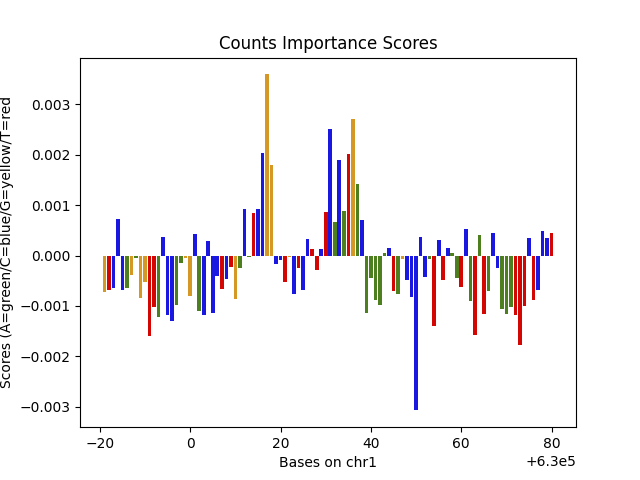 Counts Importance Scores
Scores (A=green/C=blue/G=yellow/T=red
0.003
0.002
0.001
0.000
−0.001
−0.002
−0.003
−20 0 20 40 60 80
Bases on chr1
+6.3e5